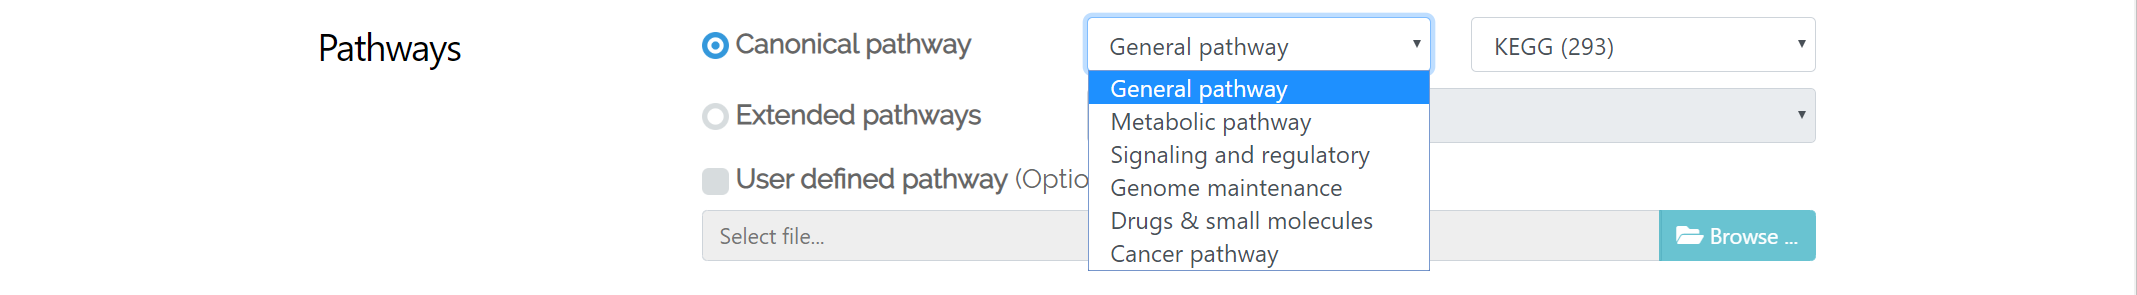 Pathways
Canonical pathway
General pathway
KEGG (293)
General pathway
Metabolic pathway
Signaling and regulatory
Genome maintenance
Drugs & small molecules
Cancer pathway
Extended pathways
User defined pathway (Optio
Select file...
Browse ...